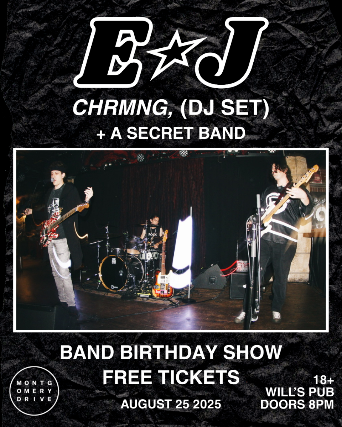 E☆J
CHRMNG, (DJ SET)
+ A SECRET BAND
BAND BIRTHDAY SHOW
FREE TICKETS
AUGUST 25 2025
MONTG
OMERY
DRIVE
18+
WILL'S PUB
DOORS 8PM